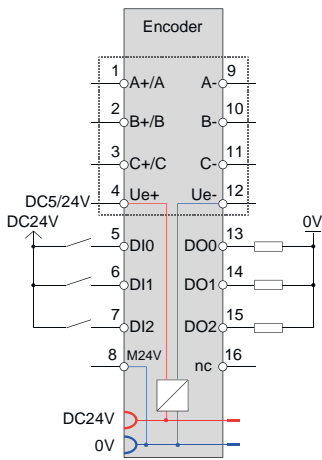 Encoder
1 A+/A A- 9
2 B+/B B- 10
3 C+/C C- 11
4 Ue+ Ue- 12
DC5/24V
DC24V 0V
5 DI0 DO0 13
6 DI1 DO1 14
7 DI2 DO2 15
8 M24V nc 16
DC24V
0V